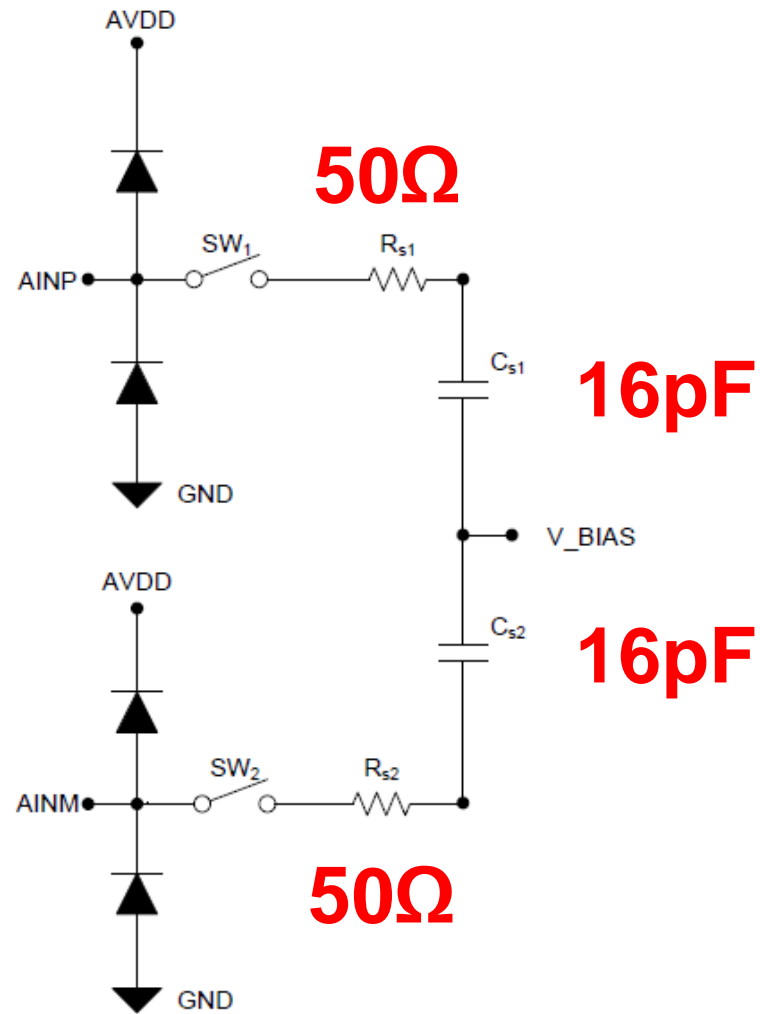 AVDD
50Ω
SW1
Rs1
AINP
Cs1
16pF
GND
V_BIAS
AVDD
Cs2
16pF
SW2
Rs2
AINM
50Ω
GND